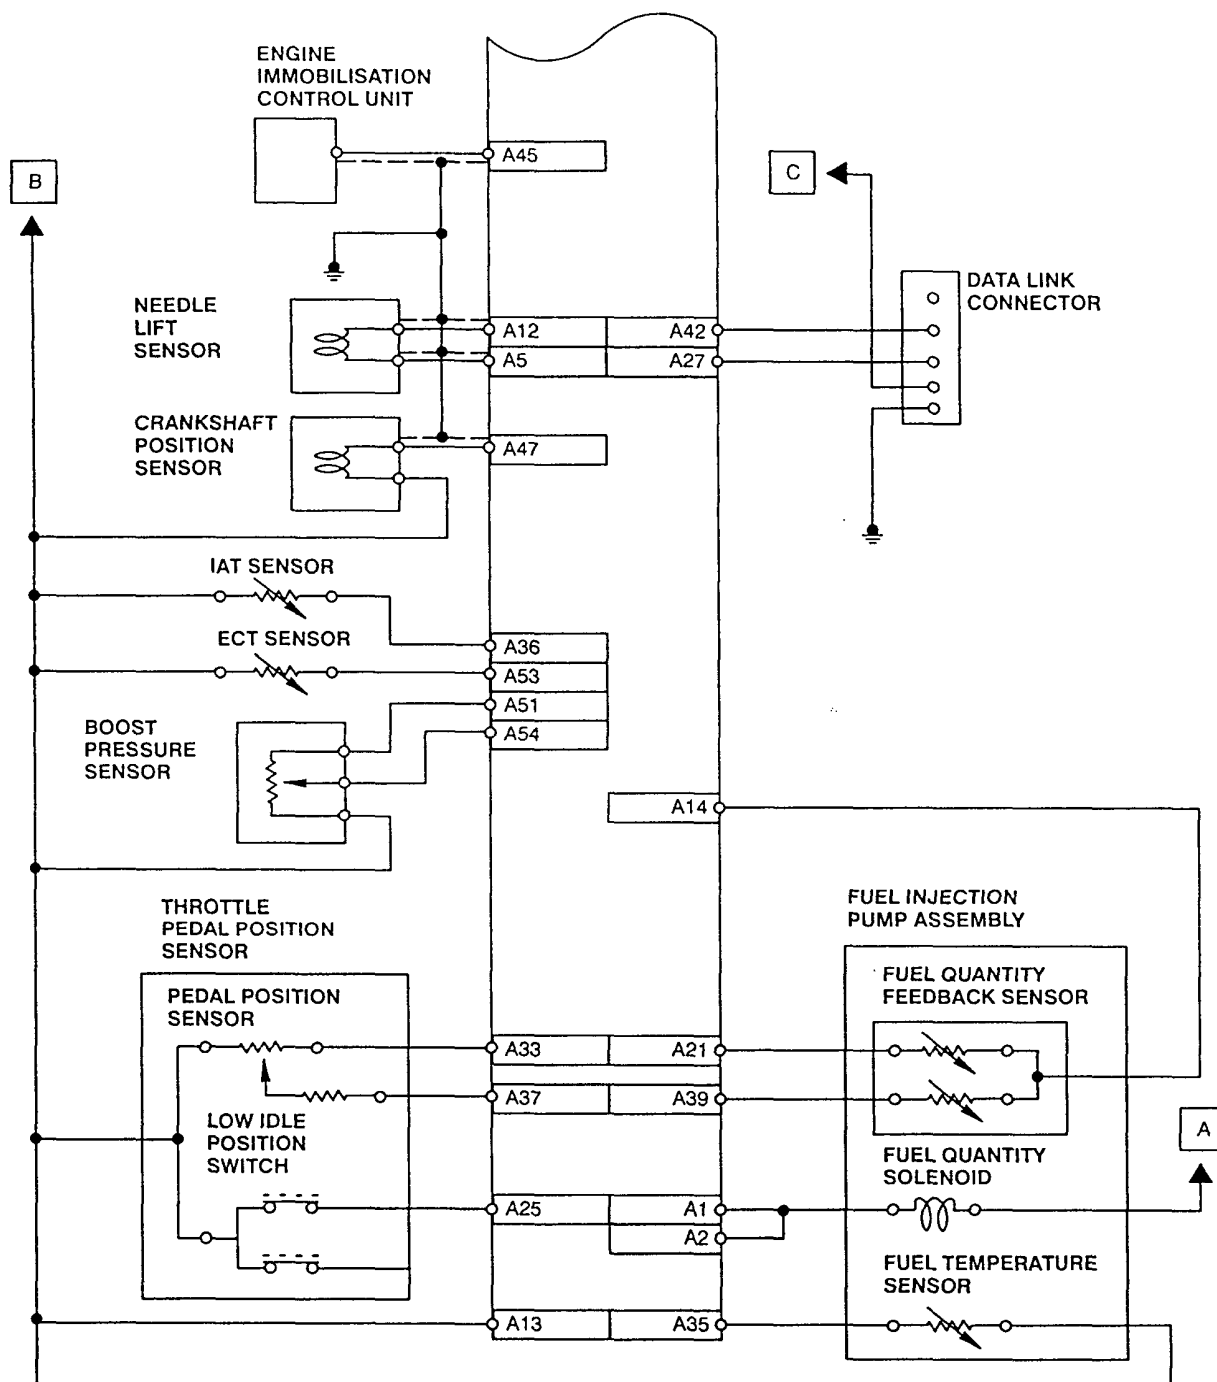 ENGINE
IMMOBILISATION
CONTROL UNIT
A45
B
C
NEEDLE
LIFT
SENSOR
A12
A42
A5
A27
DATA LINK
CONNECTOR
CRANKSHAFT
POSITION
SENSOR
A47
IAT SENSOR
ECT SENSOR
A36
A53
A51
A54
BOOST
PRESSURE
SENSOR
A14
THROTTLE
PEDAL POSITION
SENSOR
FUEL INJECTION
PUMP ASSEMBLY
PEDAL POSITION
SENSOR
FUEL QUANTITY
FEEDBACK SENSOR
A33
A21
A37
A39
LOW IDLE
POSITION
SWITCH
A
FUEL QUANTITY
SOLENOID
A25
A1
A2
FUEL TEMPERATURE
SENSOR
A13
A35